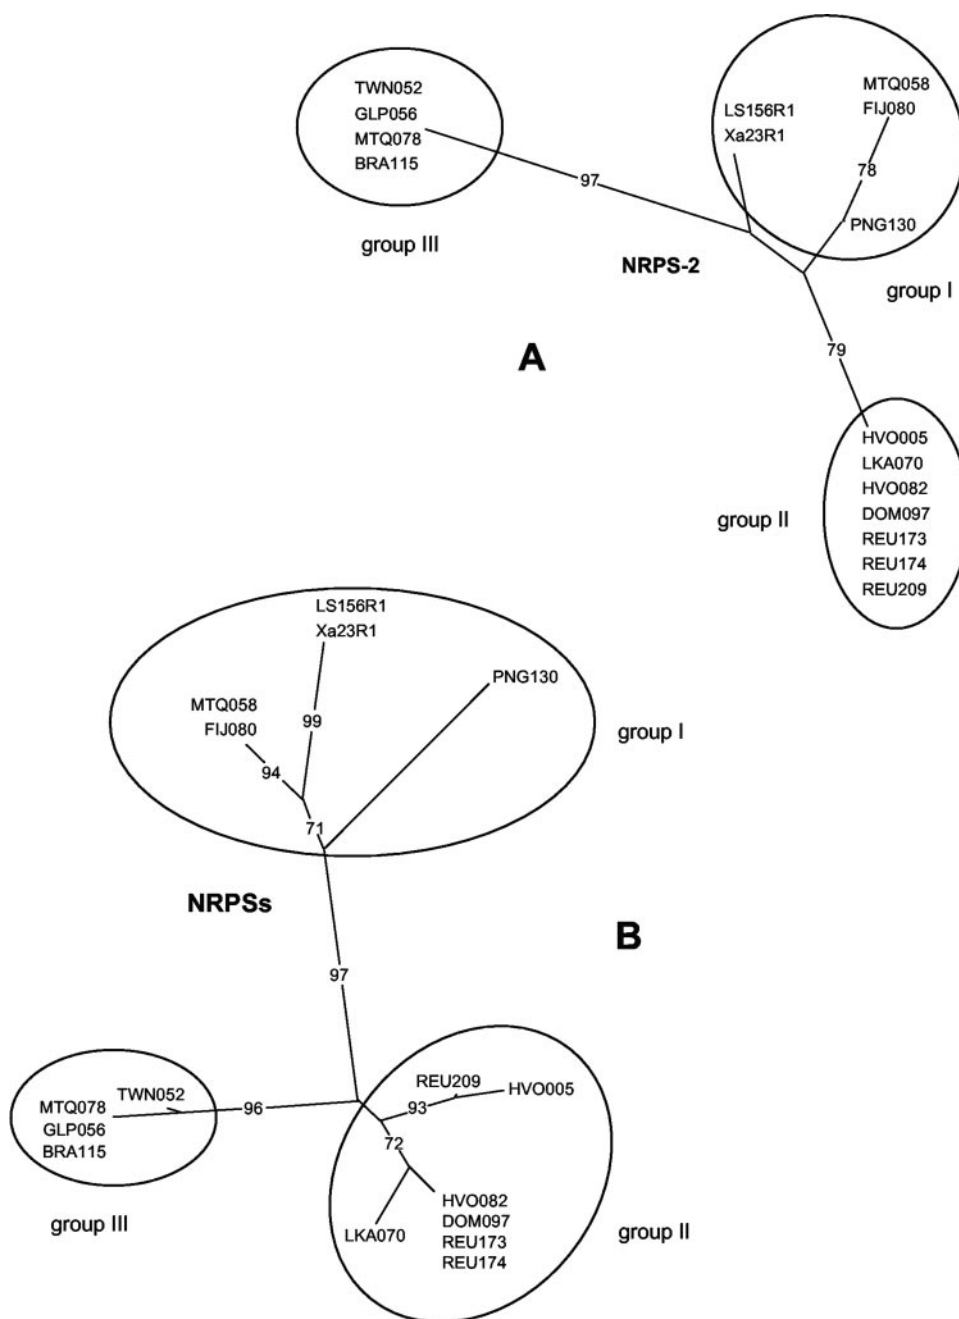 TWN052
GLP056
MTQ078
BRA115
group III
97
LS156R1
Xa23R1
MTQ058
FIJ080
78
PNG130
NRPS-2
group I
A
79
HVO005
LKA070
HVO082
DOM097
REU173
REU174
REU209
group II
LS156R1
Xa23R1
PNG130
MTQ058
FIJ080
99
94
71
group I
NRPSs
B
97
TWN052
MTQ078
GLP056
BRA115
96
group III
REU209
HVO005
93
72
LKA070
HVO082
DOM097
REU173
REU174
group II